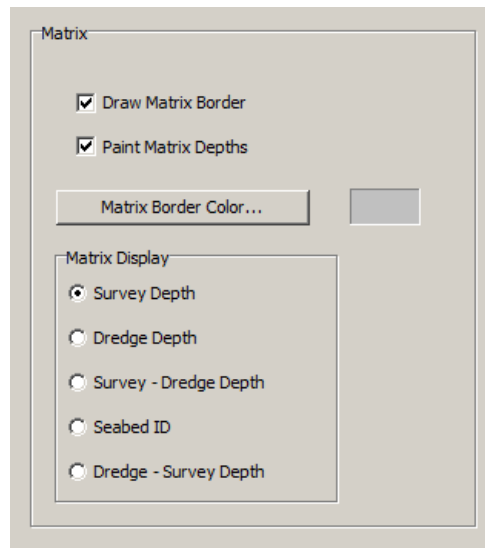 Matrix
Draw Matrix Border
Paint Matrix Depths
Matrix Border Color...
Matrix Display
Survey Depth
Dredge Depth
Survey - Dredge Depth
Seabed ID
Dredge - Survey Depth